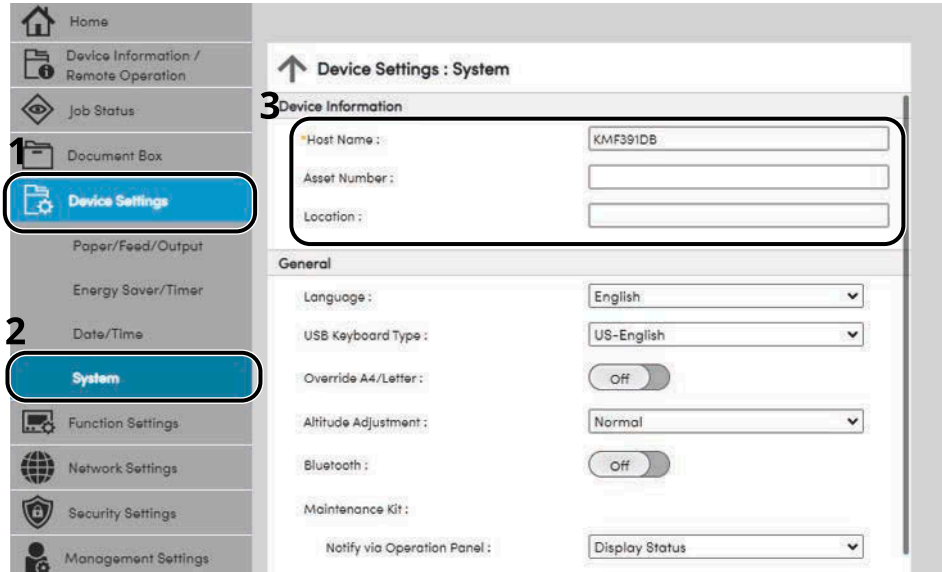 Home
Device Information /
Remote Operation
Job Status
1
Document Box
Device Settings
Paper/Feed/Output
Energy Saver/Timer
2
Date/Time
System
Function Settings
Network Settings
Security Settings
Management Settings
Device Settings : System
3
Device Information
*Host Name : KMF391DB
Asset Number :
Location :
General
Language : English
USB Keyboard Type : US-English
Override A4/Letter : Off
Altitude Adjustment : Normal
Bluetooth : Off
Maintenance Kit :
Notify via Operation Panel : Display Status